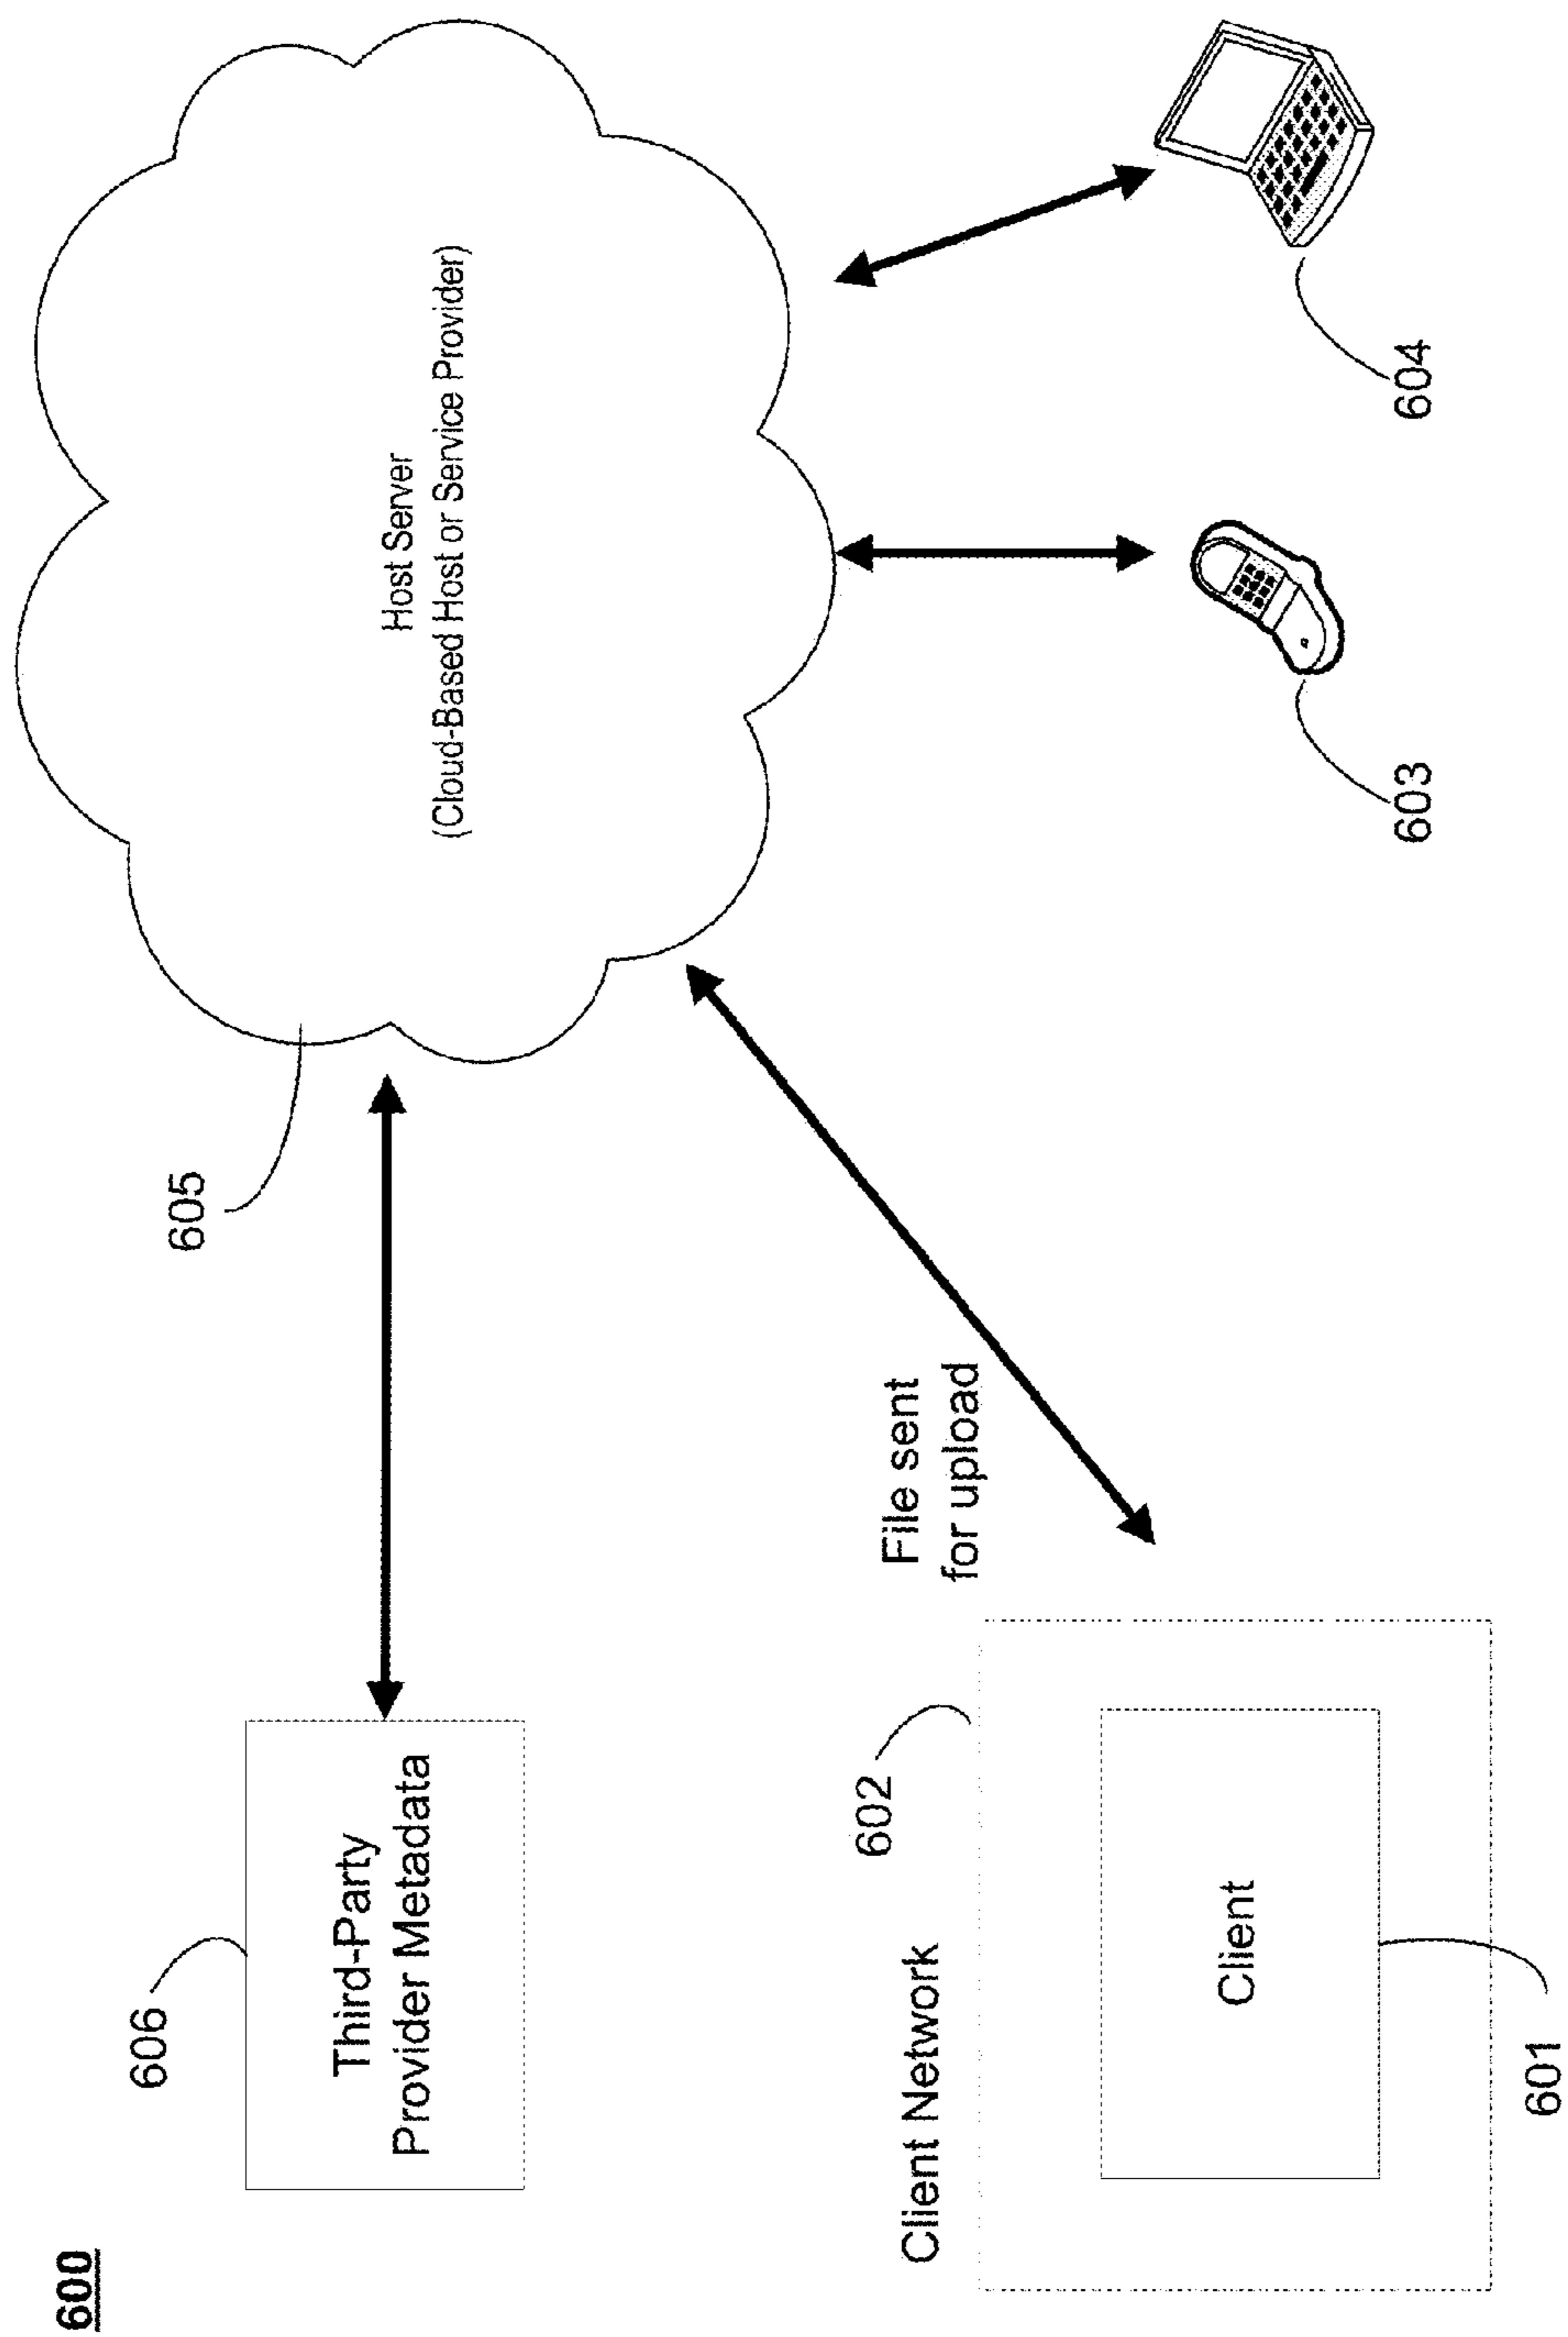 600
606
Third-Party
Provider Metadata
605
Host Server
(Cloud-Based Host or Service Provider)
File sent
for upload
Client Network
602
Client
601
603
604